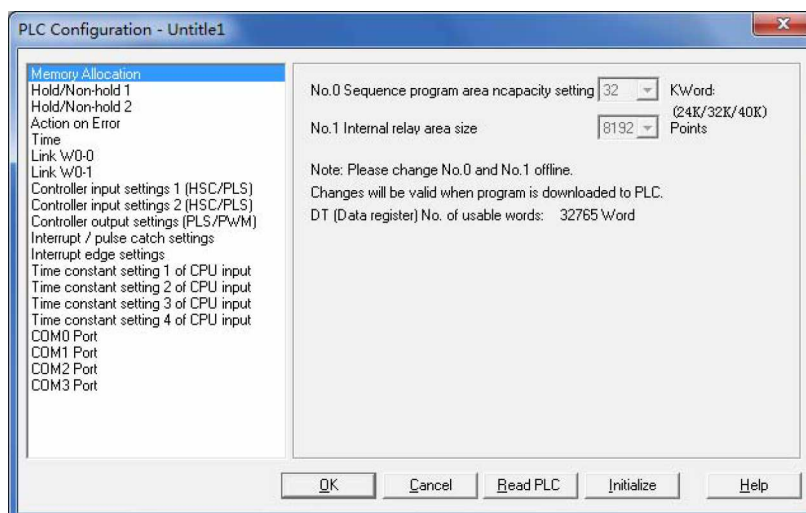 PLC Configuration - Untitle1
Memory Allocation
Hold/Non-hold 1
Hold/Non-hold 2
Action on Error
Time
Link W0-0
Link W0-1
Controller input settings 1 (HSC/PLS)
Controller input settings 2 (HSC/PLS)
Controller output settings (PLS/PWM)
Interrupt / pulse catch settings
Interrupt edge settings
Time constant setting 1 of CPU input
Time constant setting 2 of CPU input
Time constant setting 3 of CPU input
Time constant setting 4 of CPU input
COM0 Port
COM1 Port
COM2 Port
COM3 Port
No.0 Sequence program area ncapacity setting 32 KWord:
(24K/32K/40K)
No.1 Internal relay area size 8192 Points
Note: Please change No.0 and No.1 offline.
Changes will be valid when program is downloaded to PLC.
DT (Data register) No. of usable words: 32765 Word
OK Cancel Read PLC Initialize Help